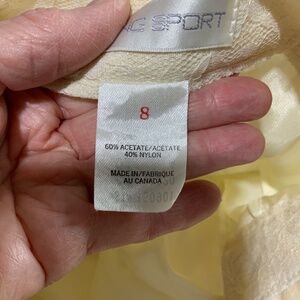 SPORT
8
60% ACETATE/ACÉTATE
40% NYLON
MADE IN/FABRIQUÉ
AU CANADA